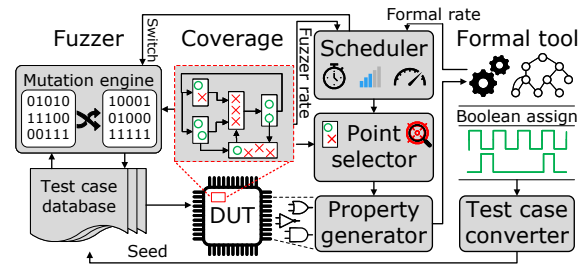 Formal rate
Fuzzer
Switch
Coverage
Fuzzer rate
Scheduler
Formal tool
Mutation engine
01010
11100
00111
10001
01000
11111
Point
selector
Boolean assign
Test case
database
DUT
Property
generator
Test case
converter
Seed